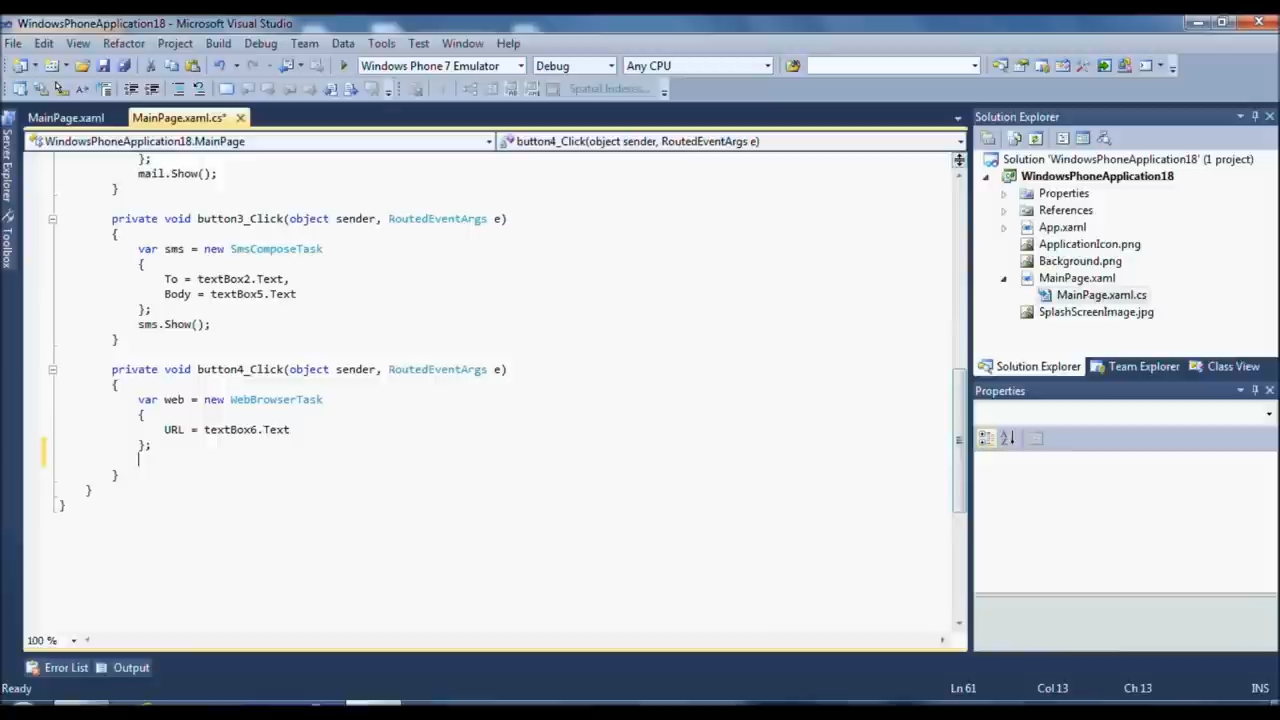 WindowsPhoneApplication18 - Microsoft Visual Studio
File Edit View Refactor Project Build Debug Team Data Tools Test Window Help
Windows Phone 7 Emulator Debug Any CPU
Spatial Indexes...
MainPage.xaml MainPage.xaml.cs*
WindowsPhoneApplication18.MainPage button4_Click(object sender, RoutedEventArgs e)
};
mail.Show();
}
private void button3_Click(object sender, RoutedEventArgs e)
{
var sms = new SmsComposeTask
{
To = textBox2.Text,
Body = textBox5.Text
};
sms.Show();
}
private void button4_Click(object sender, RoutedEventArgs e)
{
var web = new WebBrowserTask
{
URL = textBox6.Text
};
}
}
}
100 %
Server Explorer
Toolbox
Solution Explorer
Solution 'WindowsPhoneApplication18' (1 project)
WindowsPhoneApplication18
Properties
References
App.xaml
ApplicationIcon.png
Background.png
MainPage.xaml
MainPage.xaml.cs
SplashScreenImage.jpg
Solution Explorer Team Explorer Class View
Properties
Error List Output
Ready Ln 61 Col 13 Ch 13 INS